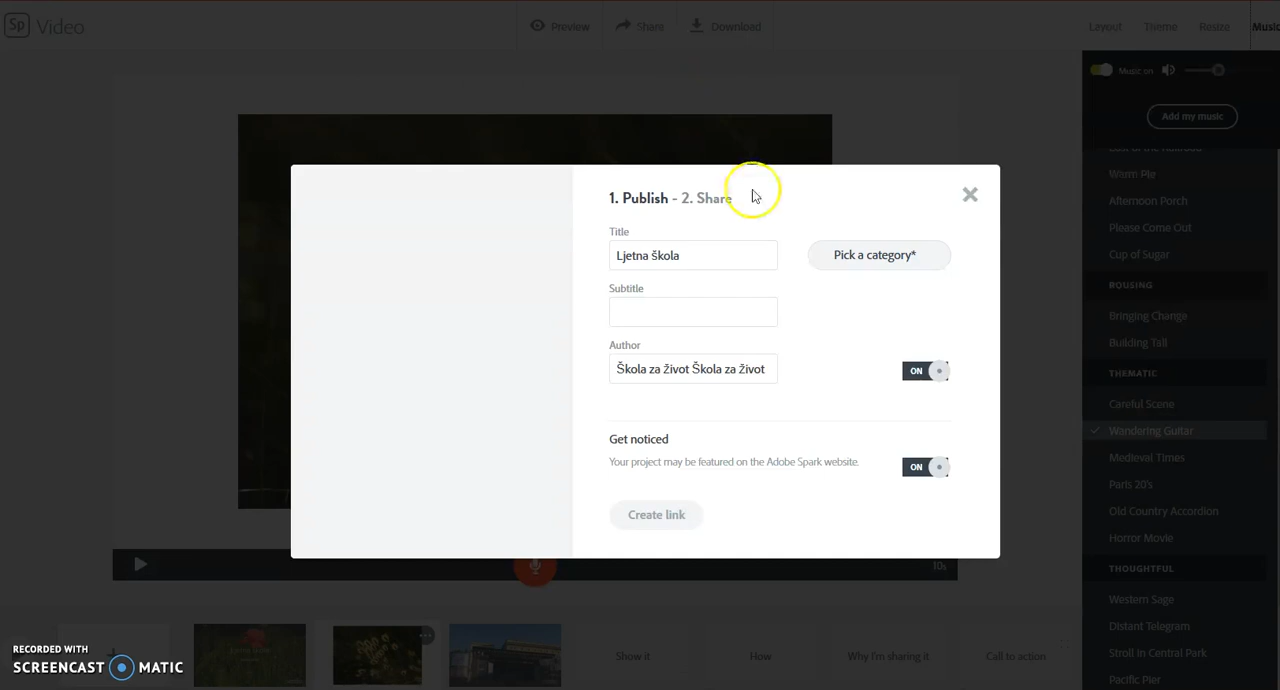 Sp Video
Preview
Share
Download
Layout
Theme
Resize
Music
Music on
Add my music
Warm Pie
Afternoon Porch
Please Come Out
Cup of Sugar
ROUSING
Bringing Change
Building Tall
THEMATIC
Careful Scene
Wandering Guitar
Medieval Times
Paris 20's
Old Country Accordion
Horror Movie
THOUGHTFUL
Western Sage
Distant Telegram
Stroll in Central Park
Pacific Pier
1. Publish - 2. Share
Title
Ljetna škola
Pick a category*
Subtitle
Author
Škola za život Škola za život
ON
Get noticed
Your project may be featured on the Adobe Spark website.
ON
Create link
10s
Show it
How
Why I'm sharing it
Call to action
RECORDED WITH
SCREENCAST MATIC